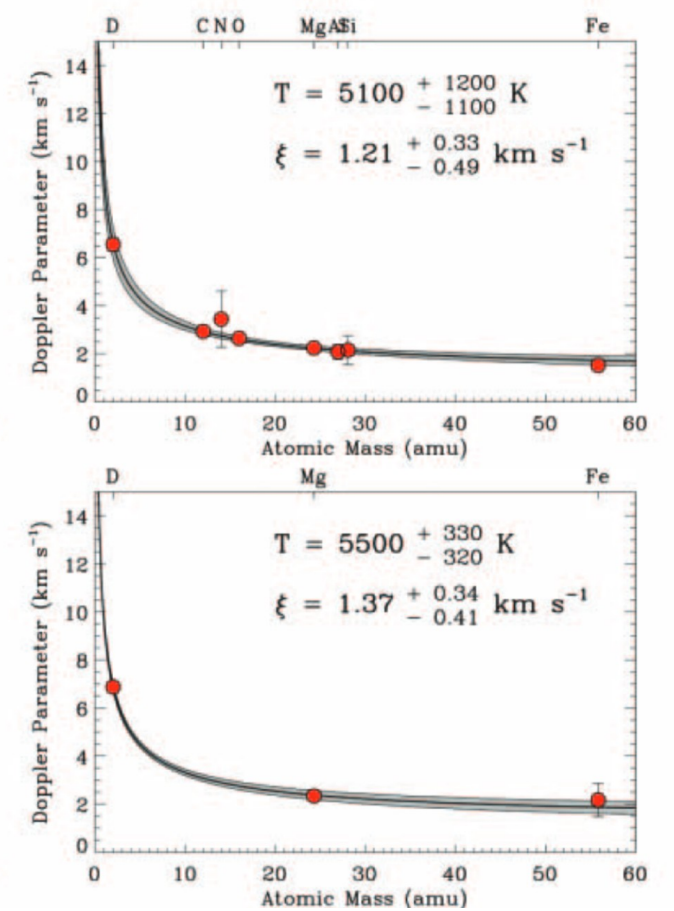 D C N O Mg Al Si Fe
T = 5100 + 1200 - 1100 K
ξ = 1.21 + 0.33 - 0.49 km s⁻¹
Doppler Parameter (km s⁻¹)
14
12
10
8
6
4
2
0
0 10 20 30 40 50 60
Atomic Mass (amu)
D Mg Fe
T = 5500 + 330 - 320 K
ξ = 1.37 + 0.34 - 0.41 km s⁻¹
Doppler Parameter (km s⁻¹)
14
12
10
8
6
4
2
0
0 10 20 30 40 50 60
Atomic Mass (amu)